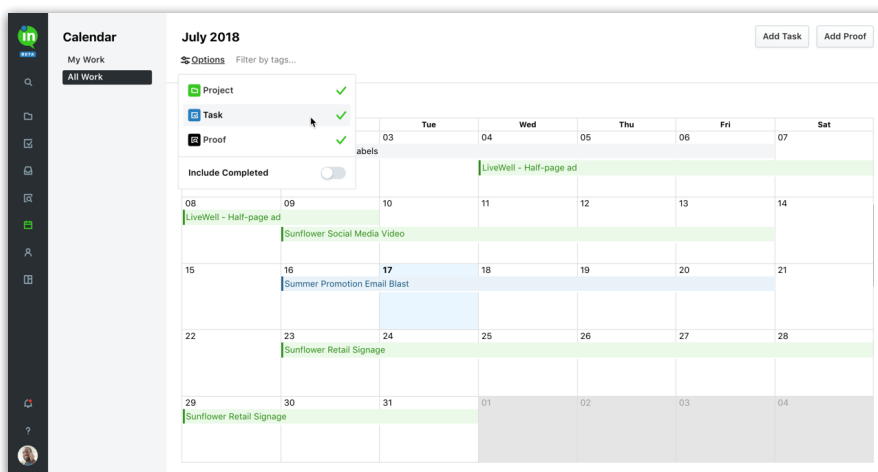 in
BETA
Calendar
My Work
All Work
July 2018
Options Filter by tags...
Add Task Add Proof
Project
Task
Proof
Include Completed
Tue Wed Thu Fri Sat
03 04 05 06 07
abels
LiveWell - Half-page ad
08 09 10 11 12 13 14
LiveWell - Half-page ad
Sunflower Social Media Video
15 16 17 18 19 20 21
Summer Promotion Email Blast
22 23 24 25 26 27 28
Sunflower Retail Signage
29 30 31 01 02 03 04
Sunflower Retail Signage
?